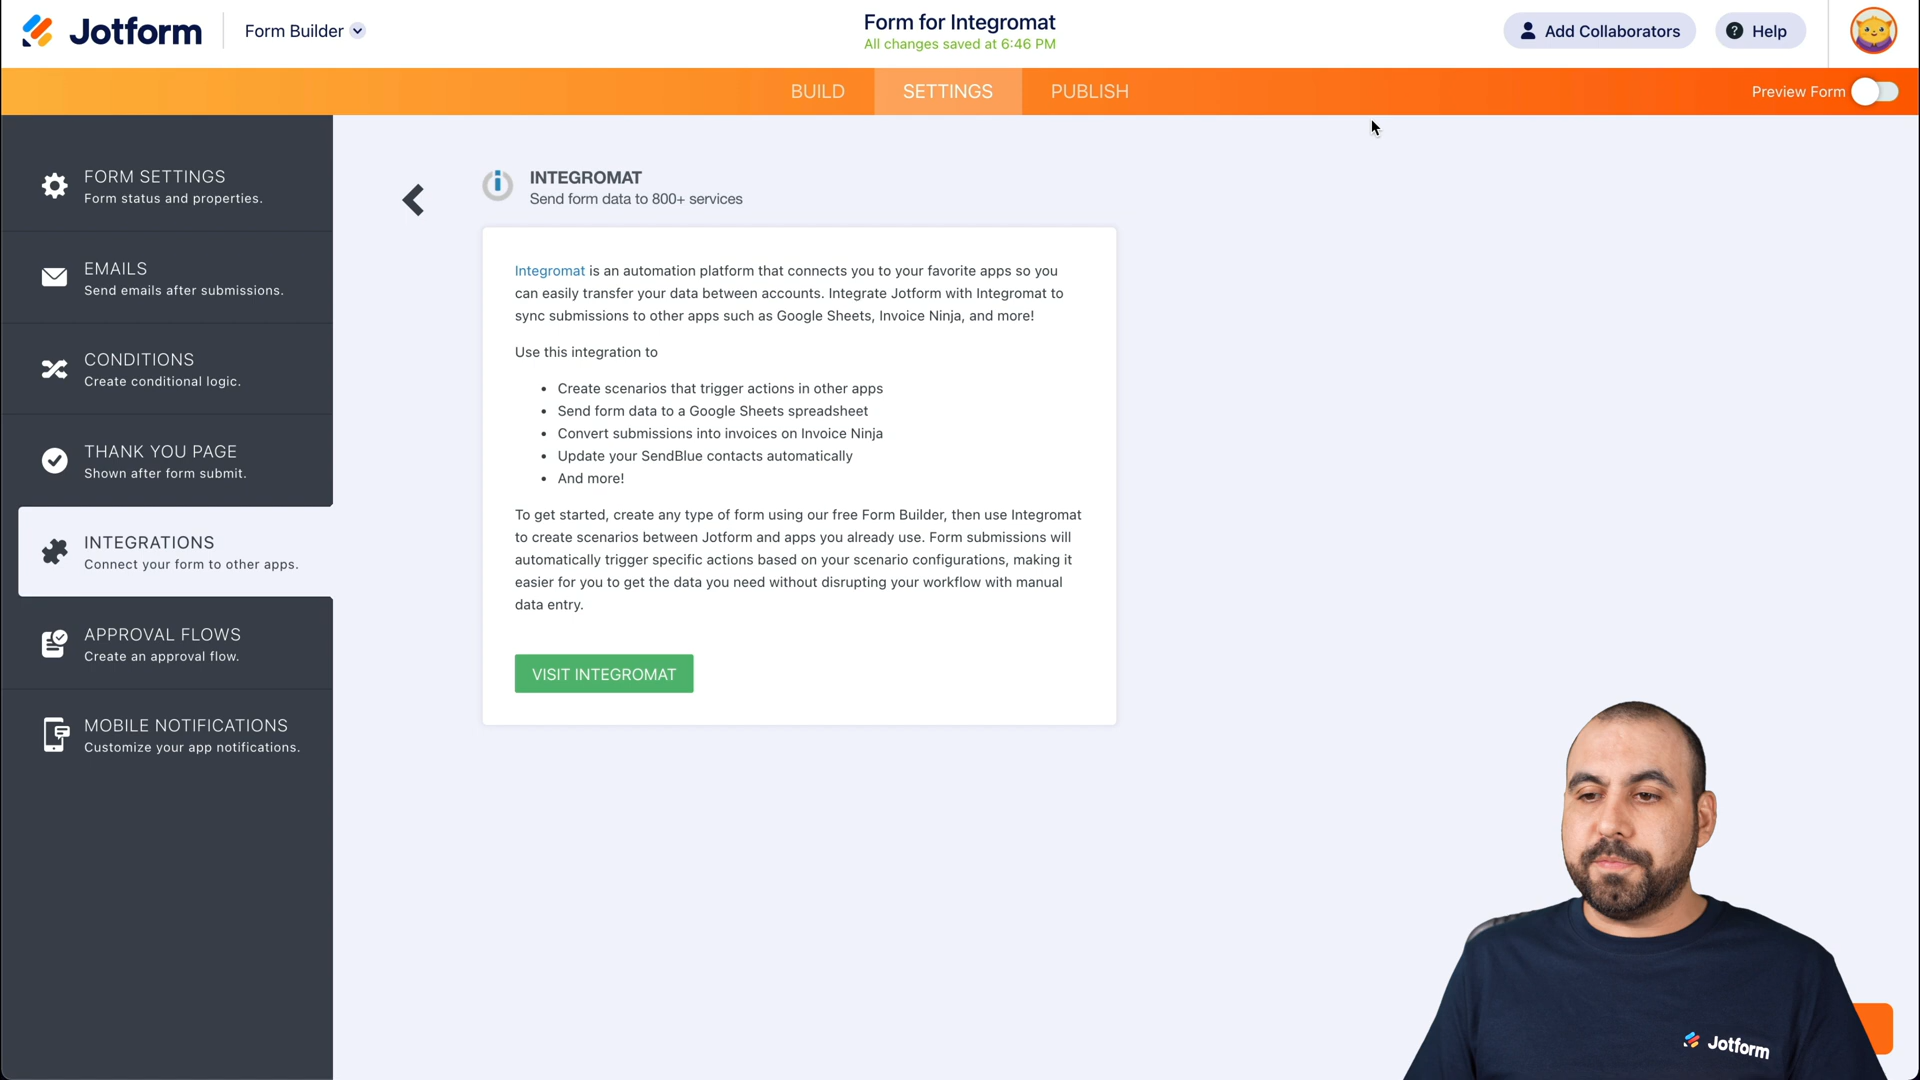 Jotform
Form Builder
Form for Integromat
All changes saved at 6:46 PM
Add Collaborators
? Help
BUILD
SETTINGS
PUBLISH
Preview Form
FORM SETTINGS
Form status and properties.
EMAILS
Send emails after submissions.
CONDITIONS
Create conditional logic.
THANK YOU PAGE
Shown after form submit.
INTEGRATIONS
Connect your form to other apps.
APPROVAL FLOWS
Create an approval flow.
MOBILE NOTIFICATIONS
Customize your app notifications.
INTEGROMAT
Send form data to 800+ services
Integromat is an automation platform that connects you to your favorite apps so you
can easily transfer your data between accounts. Integrate Jotform with Integromat to
sync submissions to other apps such as Google Sheets, Invoice Ninja, and more!
Use this integration to
• Create scenarios that trigger actions in other apps
• Send form data to a Google Sheets spreadsheet
• Convert submissions into invoices on Invoice Ninja
• Update your SendBlue contacts automatically
• And more!
To get started, create any type of form using our free Form Builder, then use Integromat
to create scenarios between Jotform and apps you already use. Form submissions will
automatically trigger specific actions based on your scenario configurations, making it
easier for you to get the data you need without disrupting your workflow with manual
data entry.
VISIT INTEGROMAT
Jotform